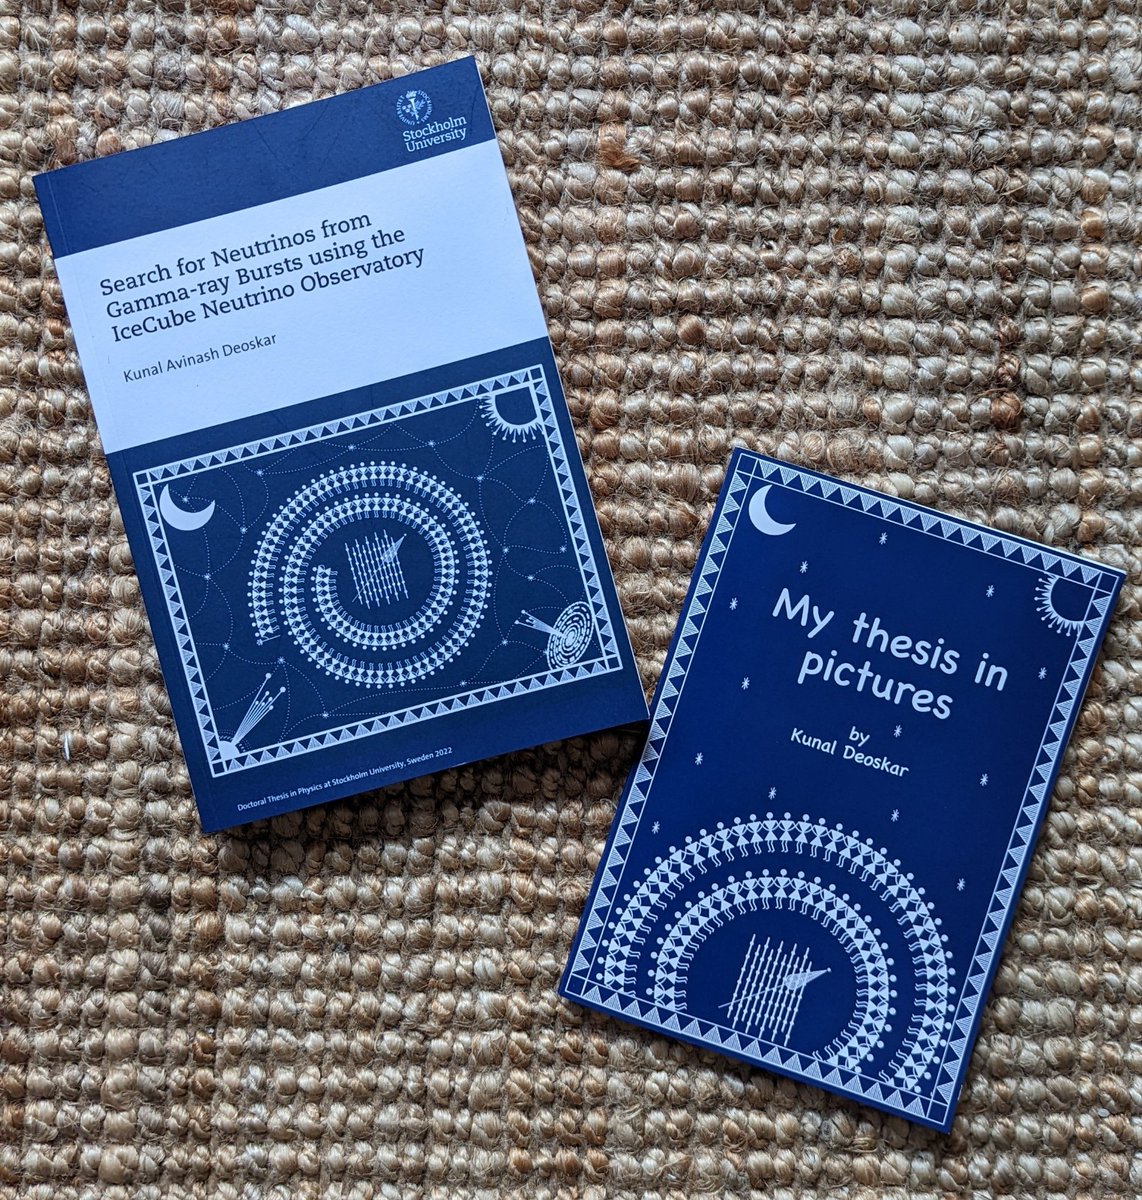 Stockholm
University
Search for Neutrinos from
Gamma-ray Bursts using the
IceCube Neutrino Observatory
Kunal Avinash Deoskar
Doctoral Thesis in Physics at Stockholm University, Sweden 2022
My thesis in
pictures
by
Kunal Deoskar